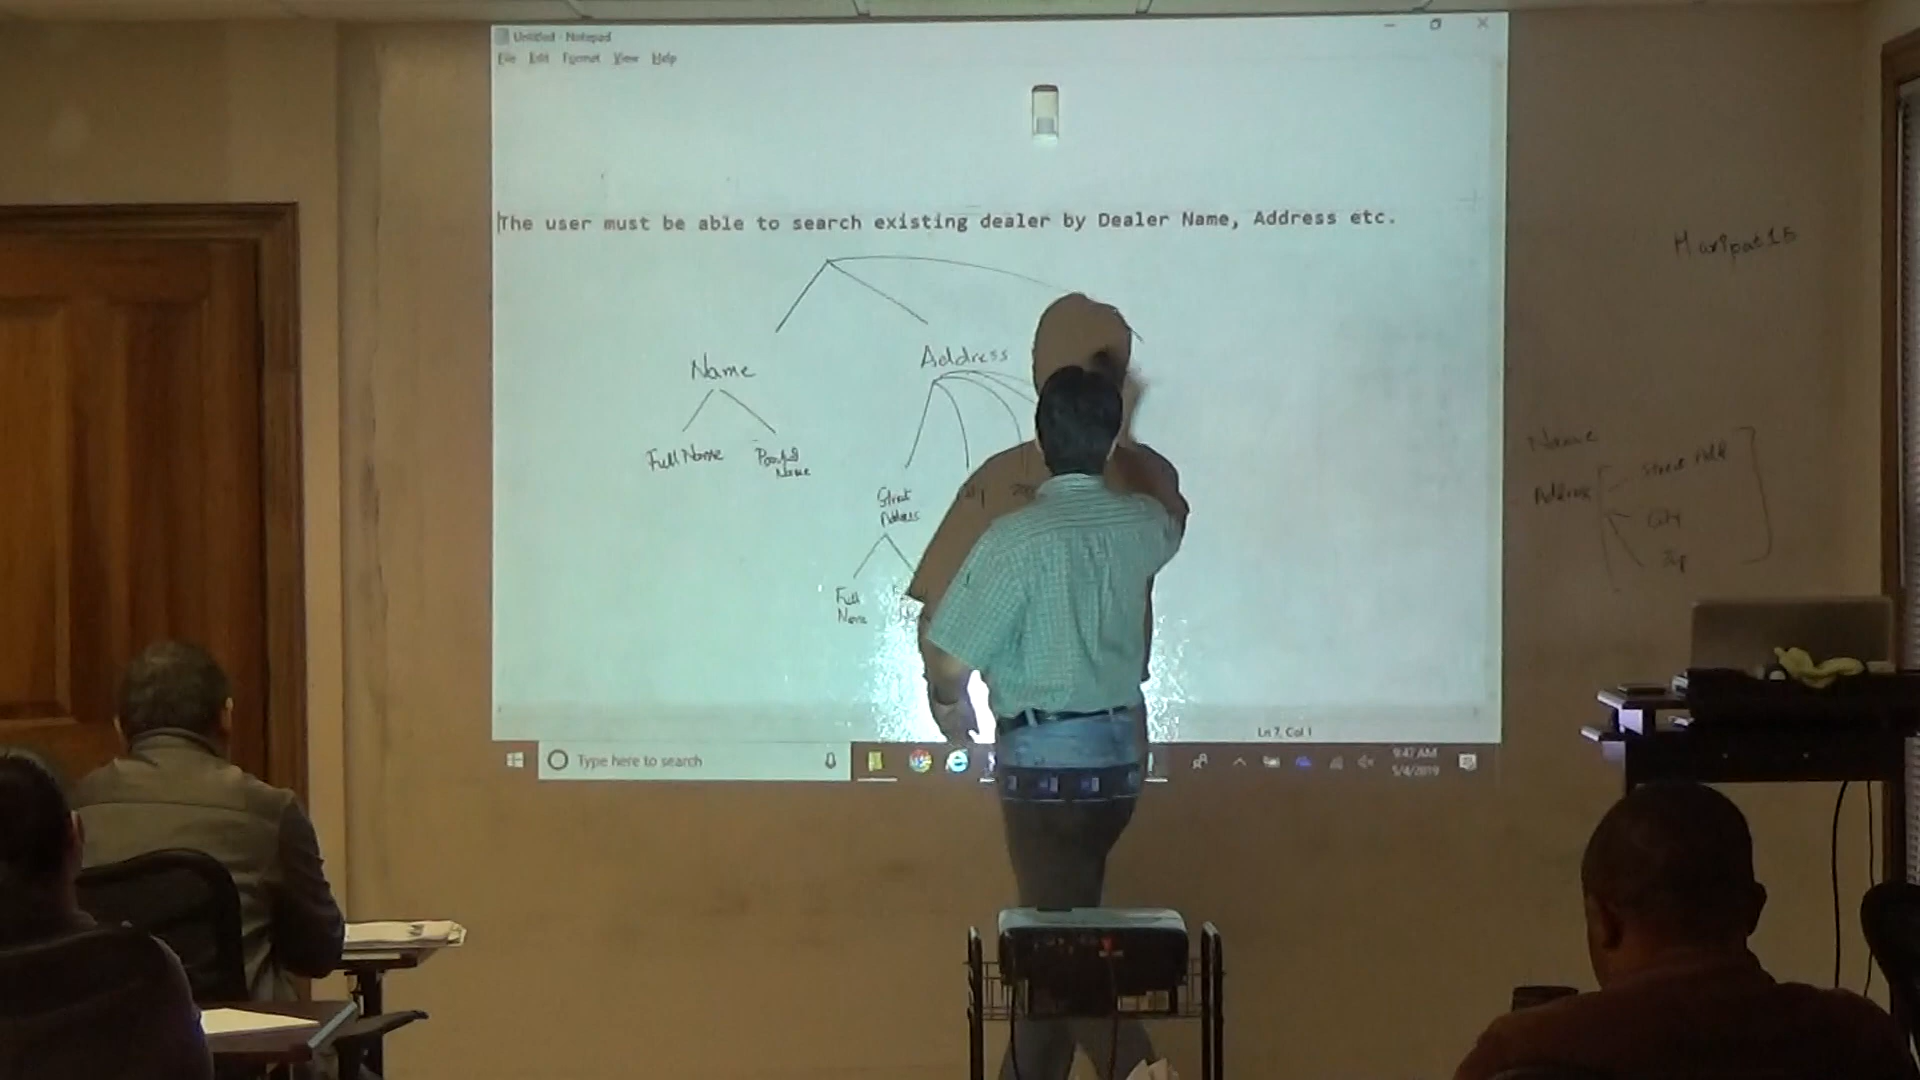 Untitled - Notepad
File Edit Format View Help
The user must be able to search existing dealer by Dealer Name, Address etc.
Name
Address
Full Name
Name
Street
Address
Full
Name
Name
Address
City
Zip
Ln 7, Col 1
Type here to search
9:47 AM
5/4/2019